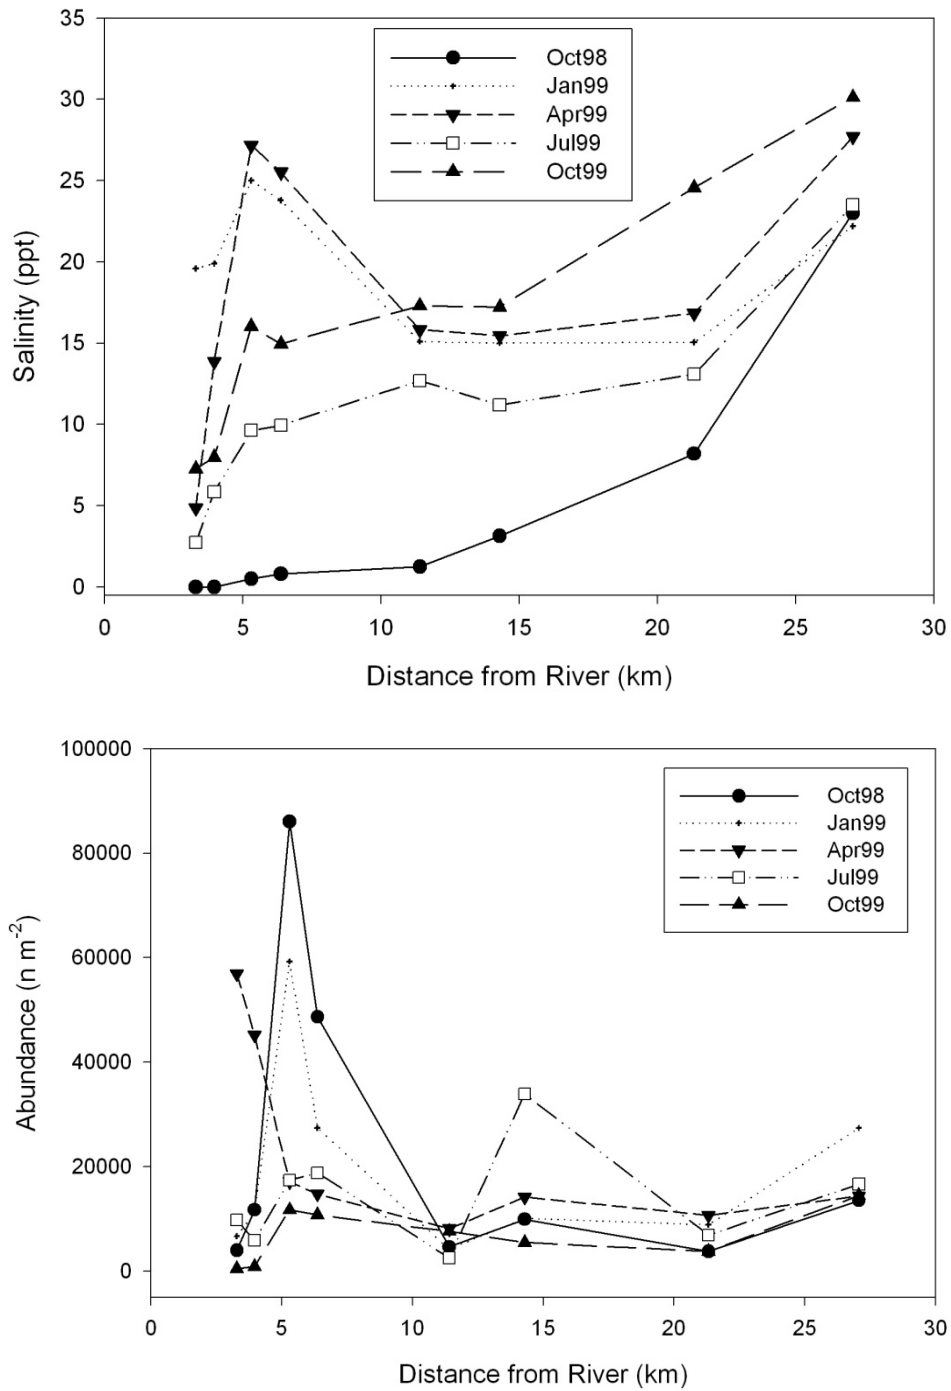 35
30
25
20
15
10
5
0
Salinity (ppt)
Oct98
Jan99
Apr99
Jul99
Oct99
0 5 10 15 20 25 30
Distance from River (km)
100000
80000
60000
40000
20000
0
Abundance (n m⁻²)
Oct98
Jan99
Apr99
Jul99
Oct99
0 5 10 15 20 25 30
Distance from River (km)